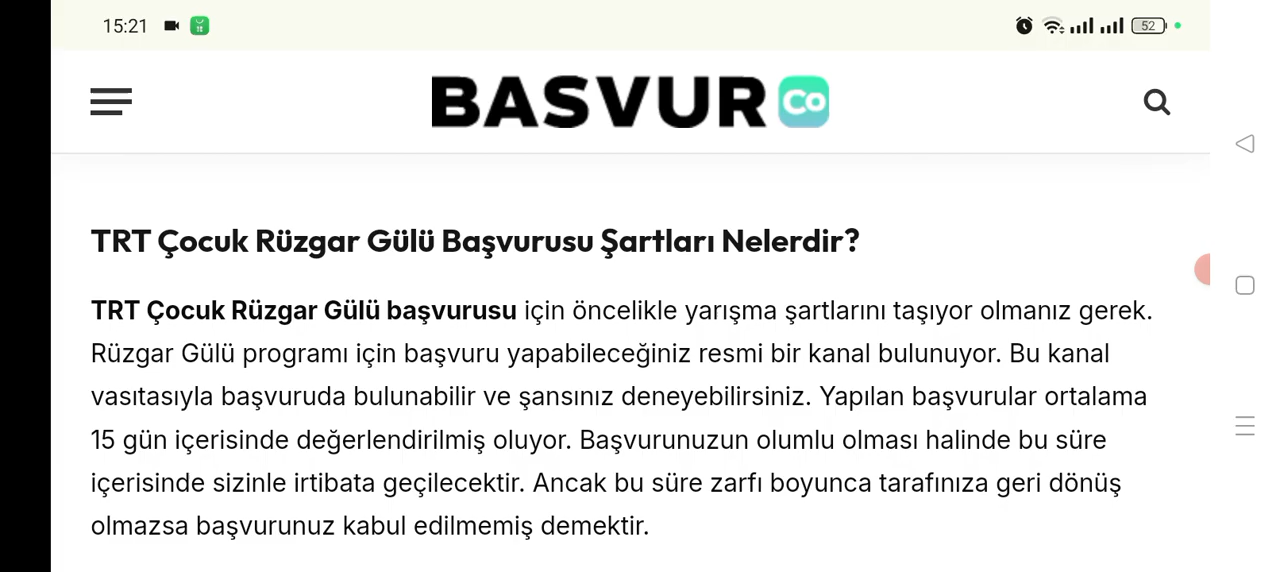 15:21
52
BASVUR Co
TRT Çocuk Rüzgar Gülü Başvurusu Şartları Nelerdir?
TRT Çocuk Rüzgar Gülü başvurusu için öncelikle yarışma şartlarını taşıyor olmanız gerek.
Rüzgar Gülü programı için başvuru yapabileceğiniz resmi bir kanal bulunuyor. Bu kanal
vasıtasıyla başvuruda bulunabilir ve şansınız deneyebilirsiniz. Yapılan başvurular ortalama
15 gün içerisinde değerlendirilmiş oluyor. Başvurunuzun olumlu olması halinde bu süre
içerisinde sizinle irtibata geçilecektir. Ancak bu süre zarfı boyunca tarafınıza geri dönüş
olmazsa başvurunuz kabul edilmemiş demektir.